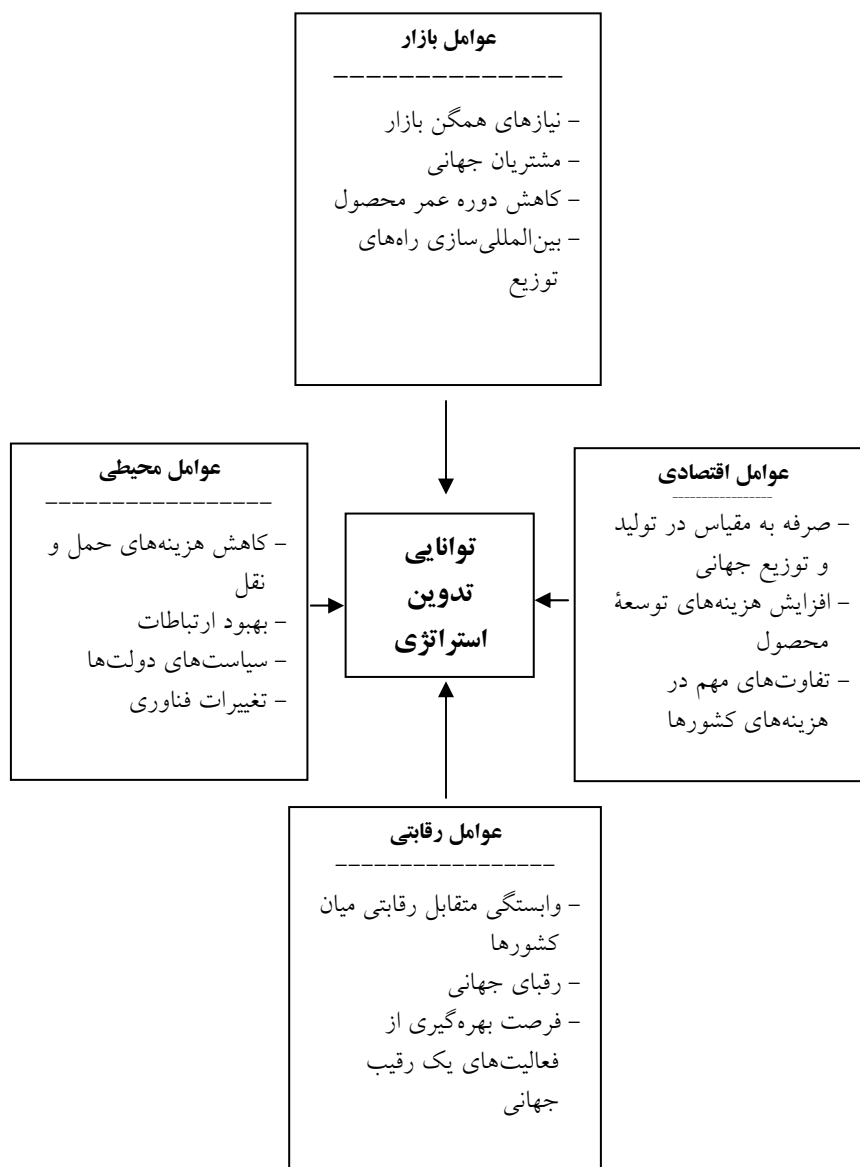 عوامل بازار
– نیازهای همگن بازار
– مشتریان جهانی
– کاهش دوره عمر محصول
– بین‌المللی‌سازی راه‌های
توزیع
عوامل اقتصادی
– صرفه به مقیاس در تولید
و توزیع جهانی
– افزایش هزینه‌های توسعهٔ
محصول
– تفاوت‌های مهم در
هزینه‌های کشورها
توانایی
تدوین
استراتژی
عوامل محیطی
– کاهش هزینه‌های حمل و
نقل
– بهبود ارتباطات
– سیاست‌های دولت‌ها
– تغییرات فناوری
عوامل رقابتی
– وابستگی متقابل رقابتی میان
کشورها
– رقبای جهانی
– فرصت بهره‌گیری از
فعالیت‌های یک رقیب
جهانی